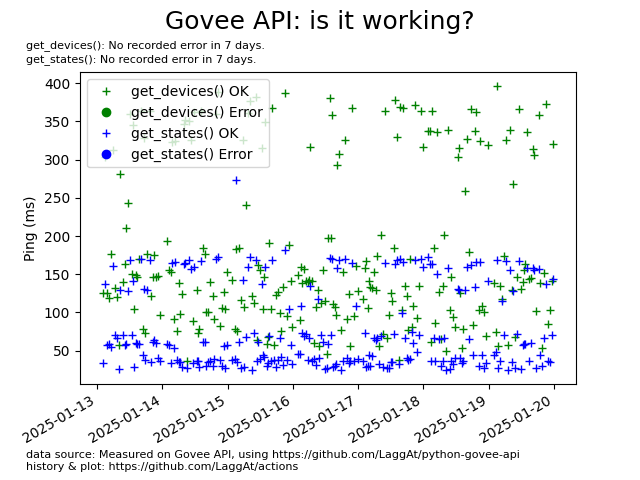 Govee API: is it working?
get_devices(): No recorded error in 7 days.
get_states(): No recorded error in 7 days.
400
350
300
250
200
150
100
50
Ping (ms)
get_devices() OK
get_devices() Error
get_states() OK
get_states() Error
2025-01-13
2025-01-14
2025-01-15
2025-01-16
2025-01-17
2025-01-18
2025-01-19
2025-01-20
data source: Measured on Govee API, using https://github.com/LaggAt/python-govee-api
history & plot: https://github.com/LaggAt/actions